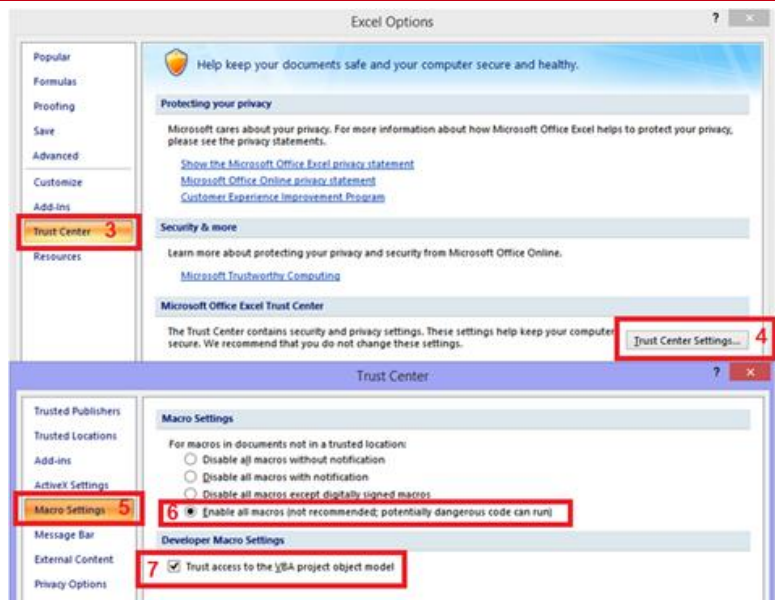 Excel Options
?
Popular
Formulas
Proofing
Save
Advanced
Customize
Add-Ins
Trust Center 3
Resources
Help keep your documents safe and your computer secure and healthy.
Protecting your privacy
Microsoft cares about your privacy. For more information about how Microsoft Office Excel helps to protect your privacy,
please see the privacy statements.
Show the Microsoft Office Excel privacy statement
Microsoft Office Online privacy statement
Customer Experience Improvement Program
Security & more
Learn more about protecting your privacy and security from Microsoft Office Online.
Microsoft Trustworthy Computing
Microsoft Office Excel Trust Center
The Trust Center contains security and privacy settings. These settings help keep your computer
secure. We recommend that you do not change these settings.
Trust Center Settings... 4
Trust Center
?
Trusted Publishers
Trusted Locations
Add-ins
ActiveX Settings
Macro Settings 5
Message Bar
External Content
Privacy Options
Macro Settings
For macros in documents not in a trusted location:
Disable all macros without notification
Disable all macros with notification
Disable all macros except digitally signed macros
6 Enable all macros (not recommended; potentially dangerous code can run)
Developer Macro Settings
7 Trust access to the VBA project object model